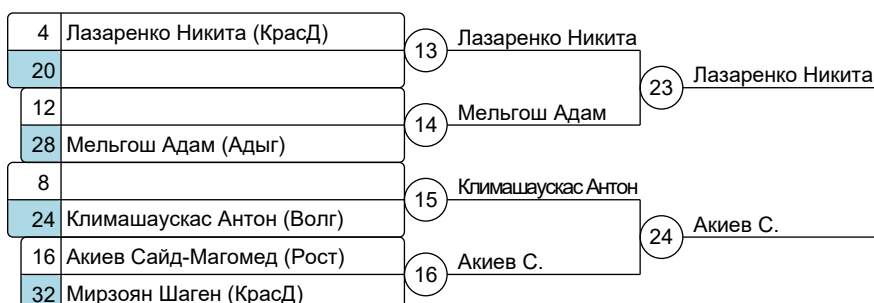 4 Лазаренко Никита (КрасД)
20
12
28 Мельгош Адам (Адыг)
8
24 Климашаускас Антон (Волг)
16 Акиев Сайд-Магомед (Рост)
32 Мирзоян Шаген (КрасД)
13 Лазаренко Никита
14 Мельгош Адам
15 Климашаускас Антон
16 Акиев С.
23 Лазаренко Никита
24 Акиев С.